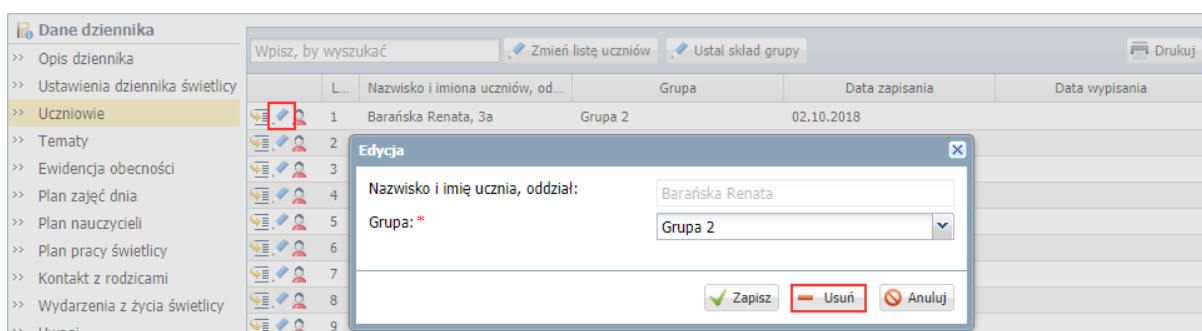 Dane dziennika
>> Opis dziennika
>> Ustawienia dziennika świetlicy
>> Uczniowie
>> Tematy
>> Ewidencja obecności
>> Plan zajęć dnia
>> Plan nauczycieli
>> Plan pracy świetlicy
>> Kontakt z rodzicami
>> Wydarzenia z życia świetlicy
>> Uwagi
Wpisz, by wyszukać Zmień listę uczniów Ustal skład grupy Drukuj
L... Nazwisko i imiona uczniów, od... Grupa Data zapisania Data wypisania
1 Barańska Renata, 3a Grupa 2 02.10.2018
2
3
4
5
6
7
8
9
Edycja
Nazwisko i imię ucznia, oddział: Barańska Renata
Grupa: * Grupa 2
Zapisz Usuń Anuluj